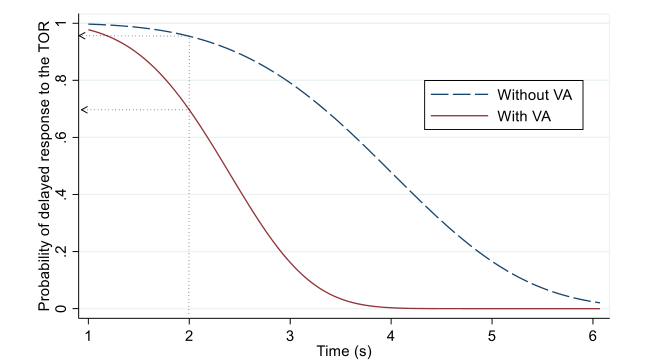 Probability of delayed response to the TOR
1
.8
.6
.4
.2
0
Without VA
With VA
1 2 3 4 5 6
Time (s)